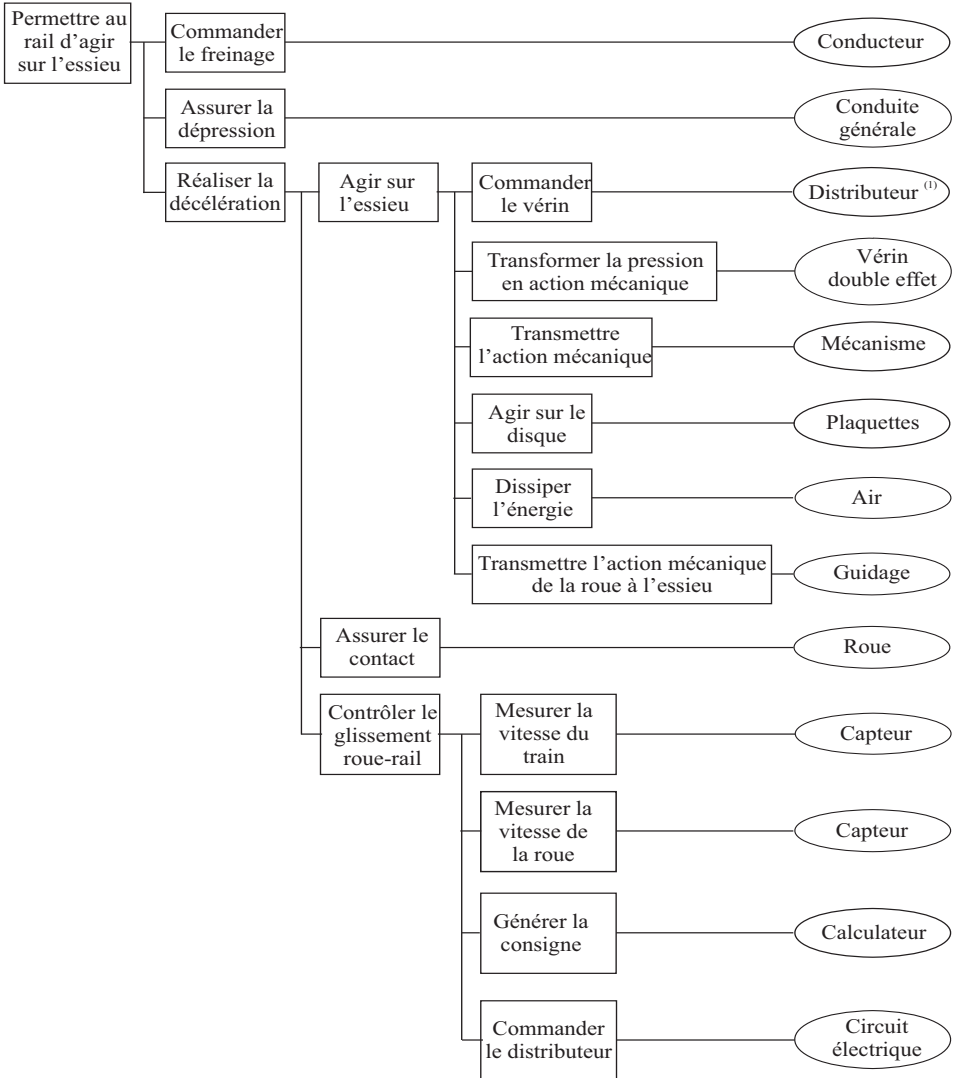 Permettre au
rail d’agir
sur l’essieu
Commander
le freinage
Conducteur
Assurer la
dépression
Conduite
générale
Réaliser la
décélération
Agir sur
l’essieu
Commander
le vérin
Distributeur (1)
Transformer la pression
en action mécanique
Vérin
double effet
Transmettre
l’action mécanique
Mécanisme
Agir sur le
disque
Plaquettes
Dissiper
l’énergie
Air
Transmettre l’action mécanique
de la roue à l’essieu
Guidage
Assurer le
contact
Roue
Contrôler le
glissement
roue-rail
Mesurer la
vitesse du
train
Capteur
Mesurer la
vitesse de
la roue
Capteur
Générer la
consigne
Calculateur
Commander
le distributeur
Circuit
électrique